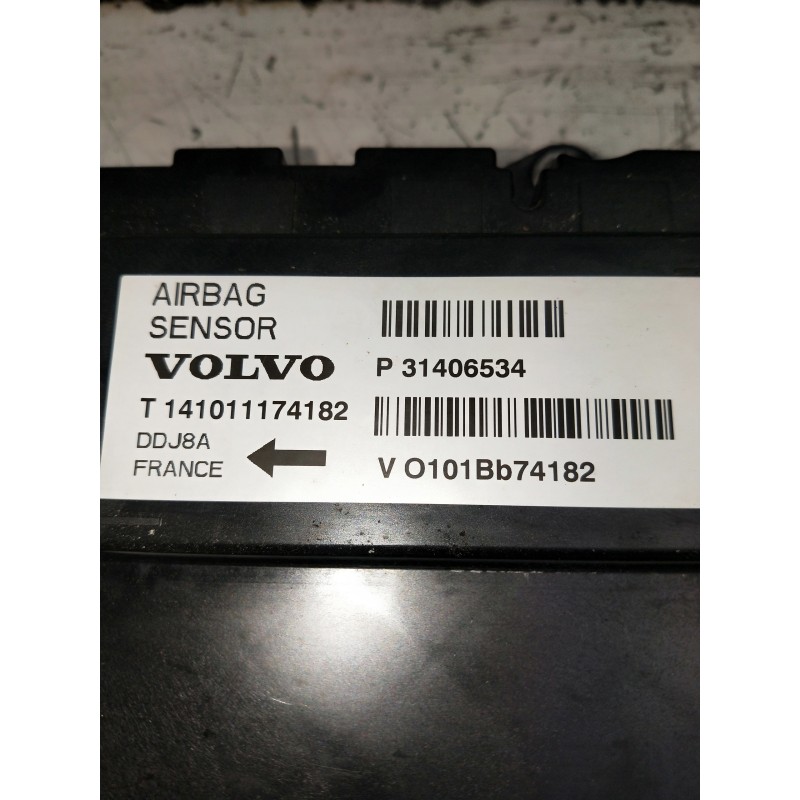 AIRBAG
SENSOR
VOLVO
P 31406534
T 141011174182
DDJ8A
FRANCE
V O101Bb74182